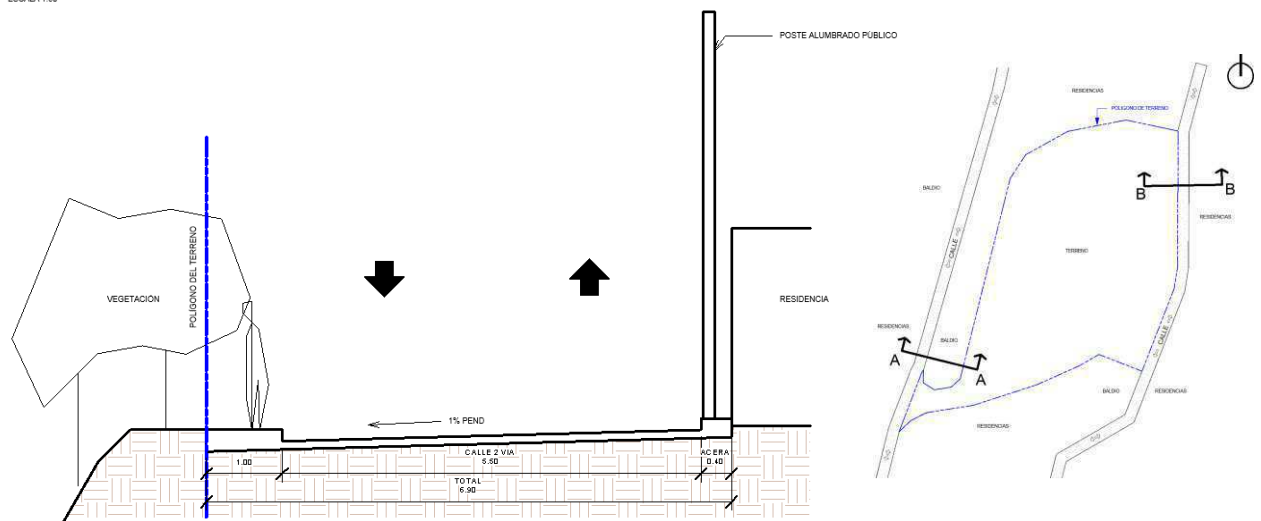 POSTE ALUMBRADO PÚBLICO
POLÍGONO DEL TERRENO
VEGETACIÓN
RESIDENCIA
1% PEND
1.00
CALLE 2 VIA
5.50
ACERA
0.40
TOTAL
6.90
RESIDENCIAS
POLIGONO DE TERRENO
BALDIO
B
B
RESIDENCIAS
CALLE
TERRENO
RESIDENCIAS
BALDIO
A
A
CALLE
BALDIO
RESIDENCIAS
RESIDENCIAS